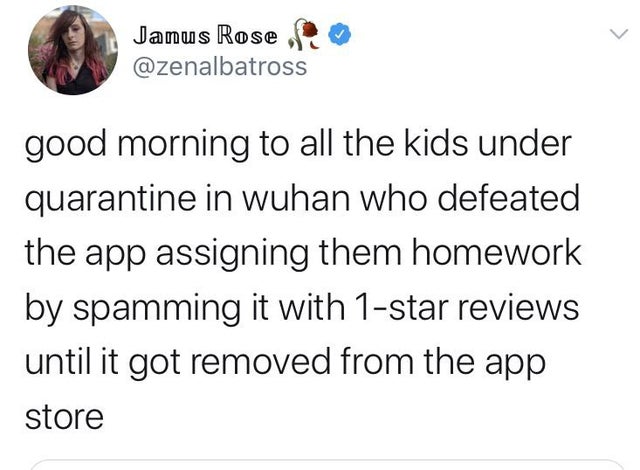 Janus Rose 🥀
@zenalbatross
good morning to all the kids under
quarantine in wuhan who defeated
the app assigning them homework
by spamming it with 1-star reviews
until it got removed from the app
store